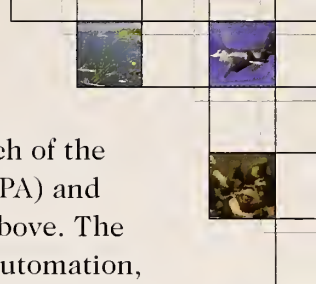 ch of the
PA) and
bove. The
utomation,